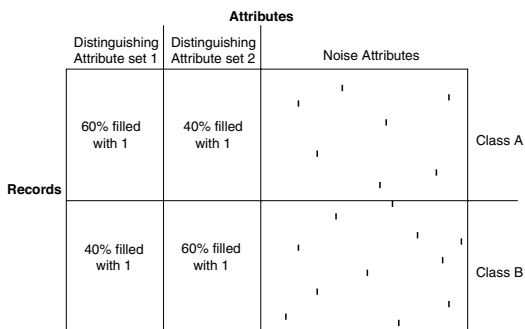 Attributes
Distinguishing
Attribute set 1
Distinguishing
Attribute set 2
Noise Attributes
60% filled
with 1
40% filled
with 1
Class A
Records
40% filled
with 1
60% filled
with 1
Class B